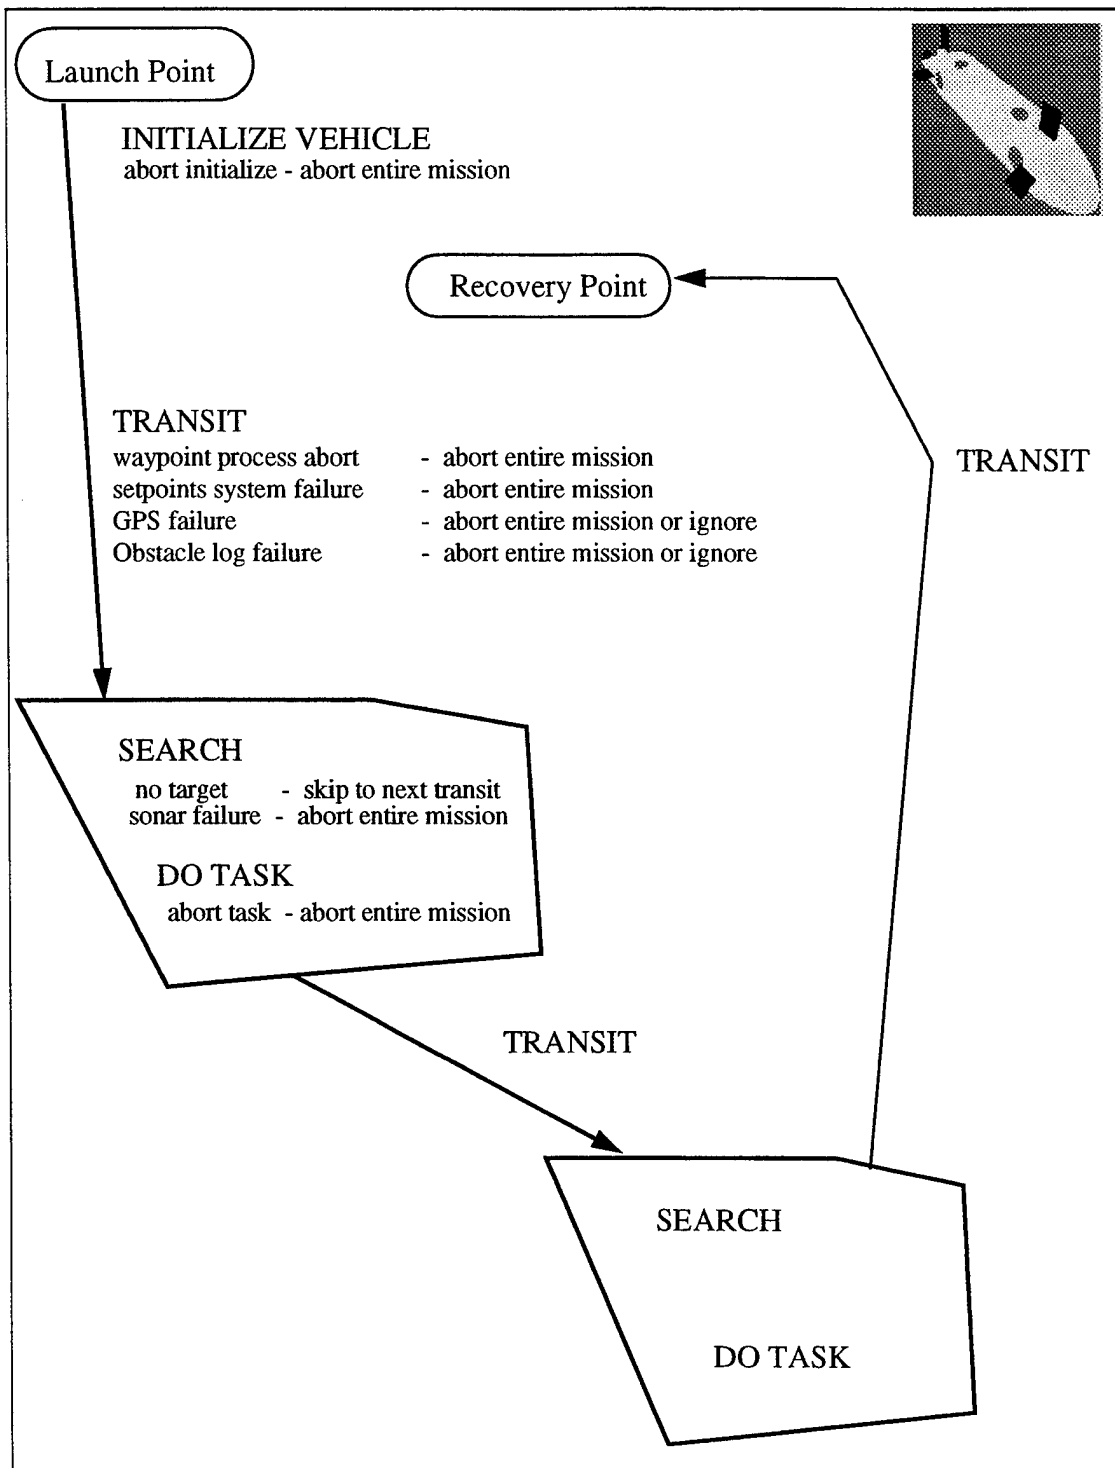 Launch Point
INITIALIZE VEHICLE
abort initialize - abort entire mission
Recovery Point
TRANSIT
waypoint process abort - abort entire mission
setpoints system failure - abort entire mission
GPS failure - abort entire mission or ignore
Obstacle log failure - abort entire mission or ignore
TRANSIT
SEARCH
no target - skip to next transit
sonar failure - abort entire mission
DO TASK
abort task - abort entire mission
TRANSIT
SEARCH
DO TASK